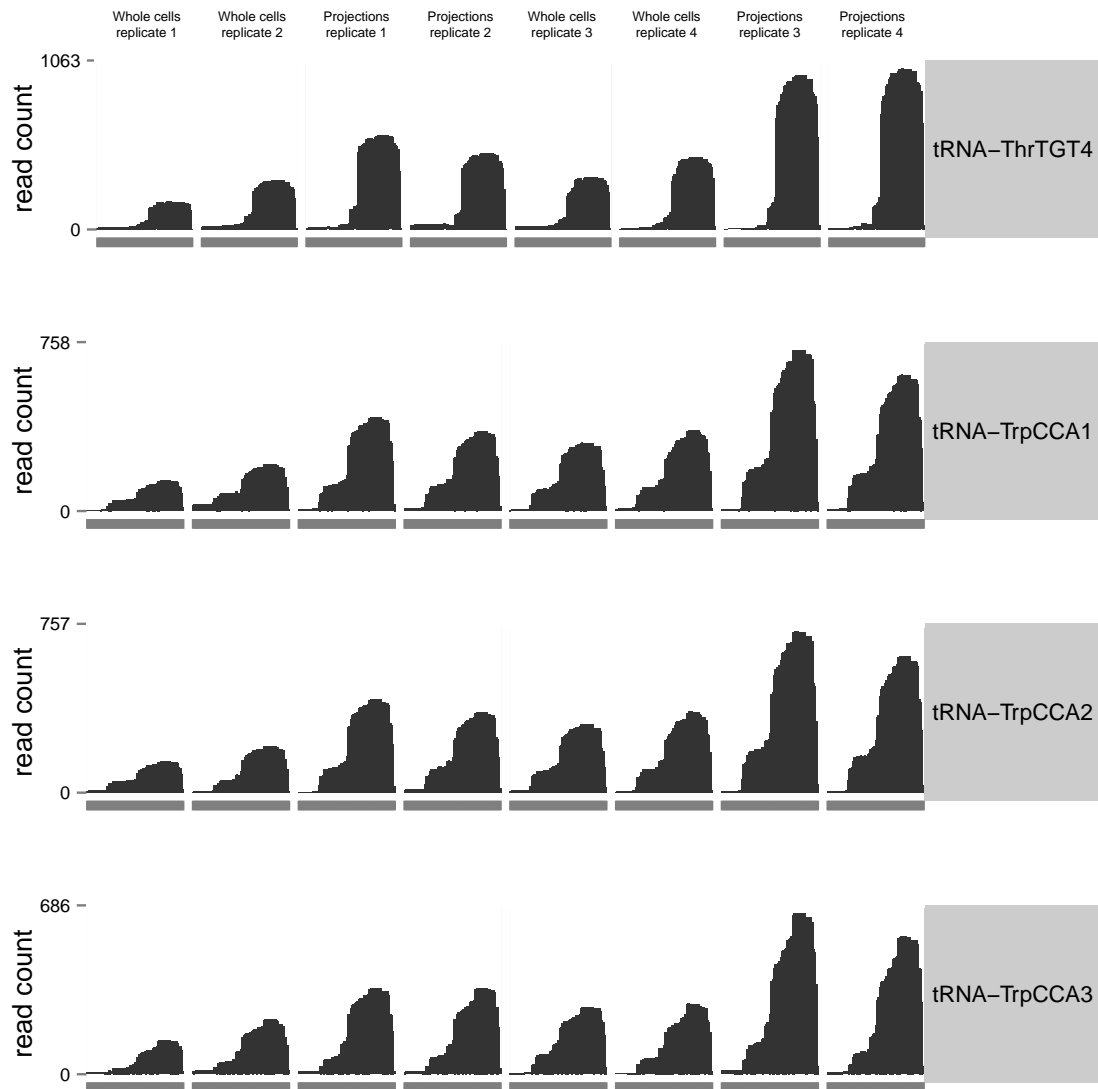 Whole cells
replicate 1
Whole cells
replicate 2
Projections
replicate 1
Projections
replicate 2
Whole cells
replicate 3
Whole cells
replicate 4
Projections
replicate 3
Projections
replicate 4
1063
read count
0
tRNA−ThrTGT4
758
read count
0
tRNA−TrpCCA1
757
read count
0
tRNA−TrpCCA2
686
read count
0
tRNA−TrpCCA3